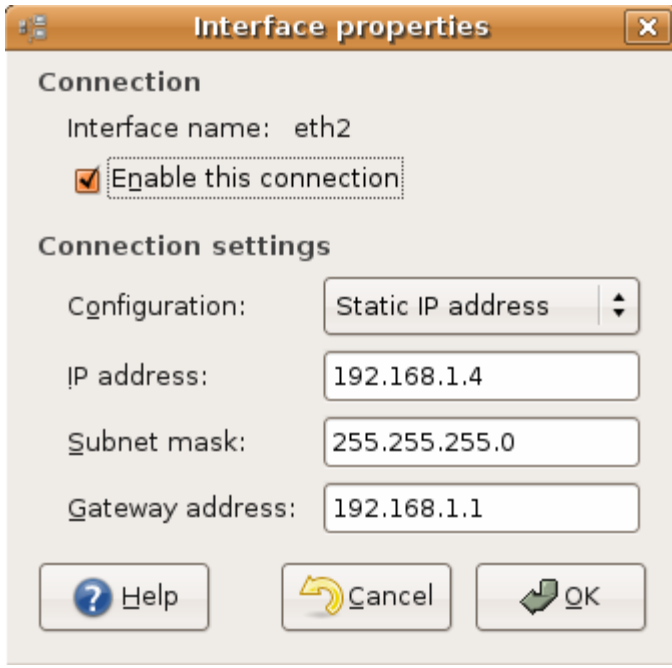 Interface properties
Connection
Interface name: eth2
Enable this connection
Connection settings
Configuration: Static IP address
IP address: 192.168.1.4
Subnet mask: 255.255.255.0
Gateway address: 192.168.1.1
Help Cancel OK